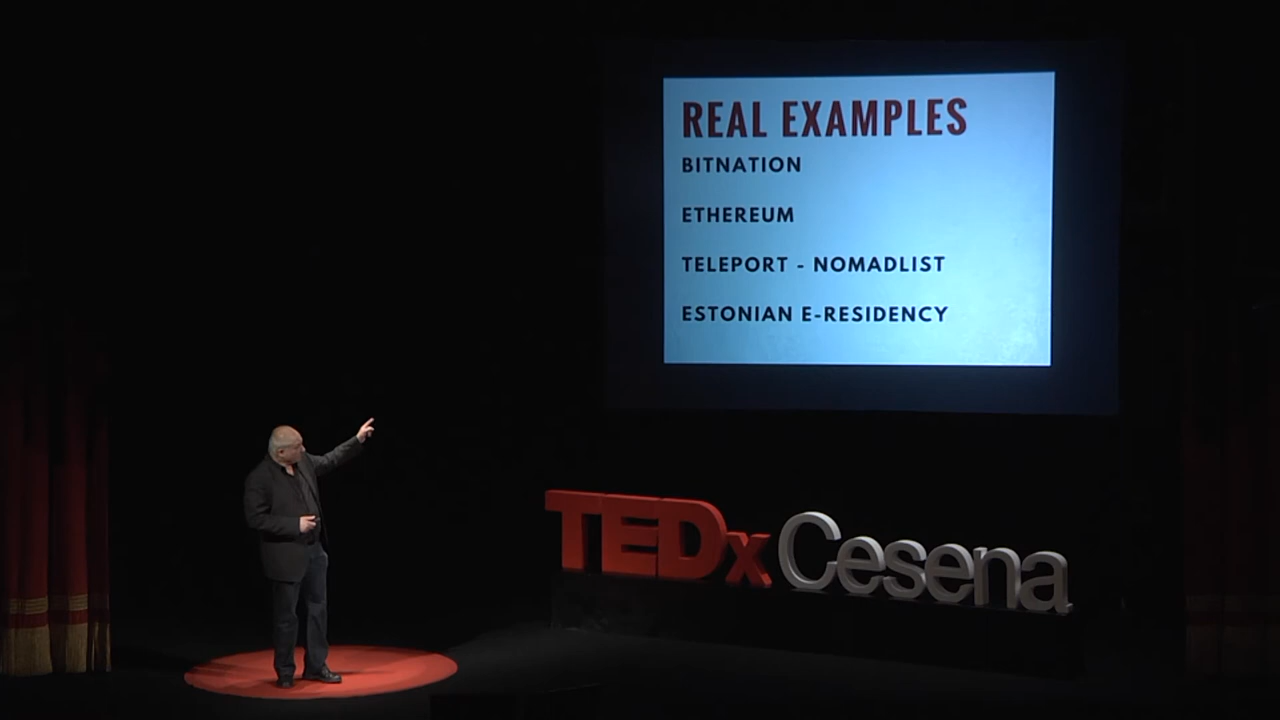 REAL EXAMPLES
BITNATION
ETHEREUM
TELEPORT - NOMADLIST
ESTONIAN E-RESIDENCY
TEDx Cesena